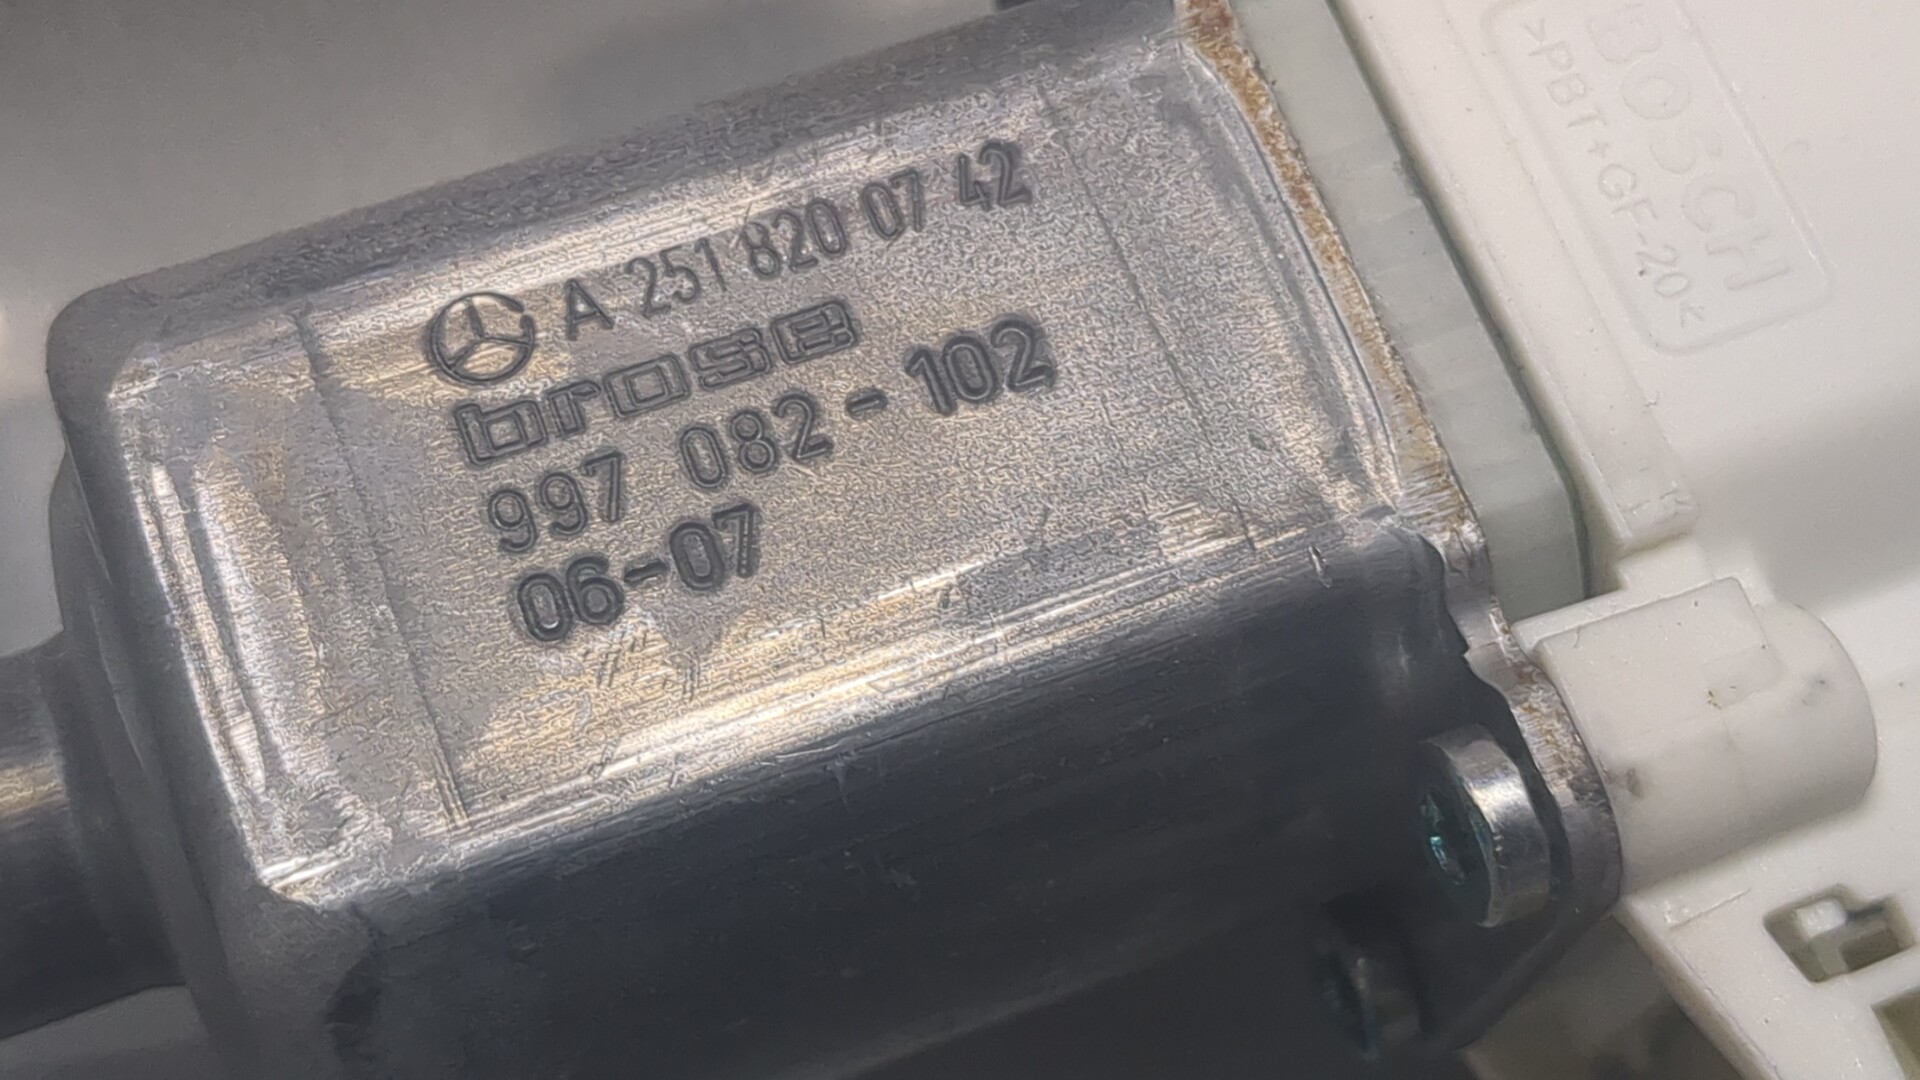 A 251 820 07 42
brose
997 082-102
06-07
BOSCH
>PBT+GF-20<